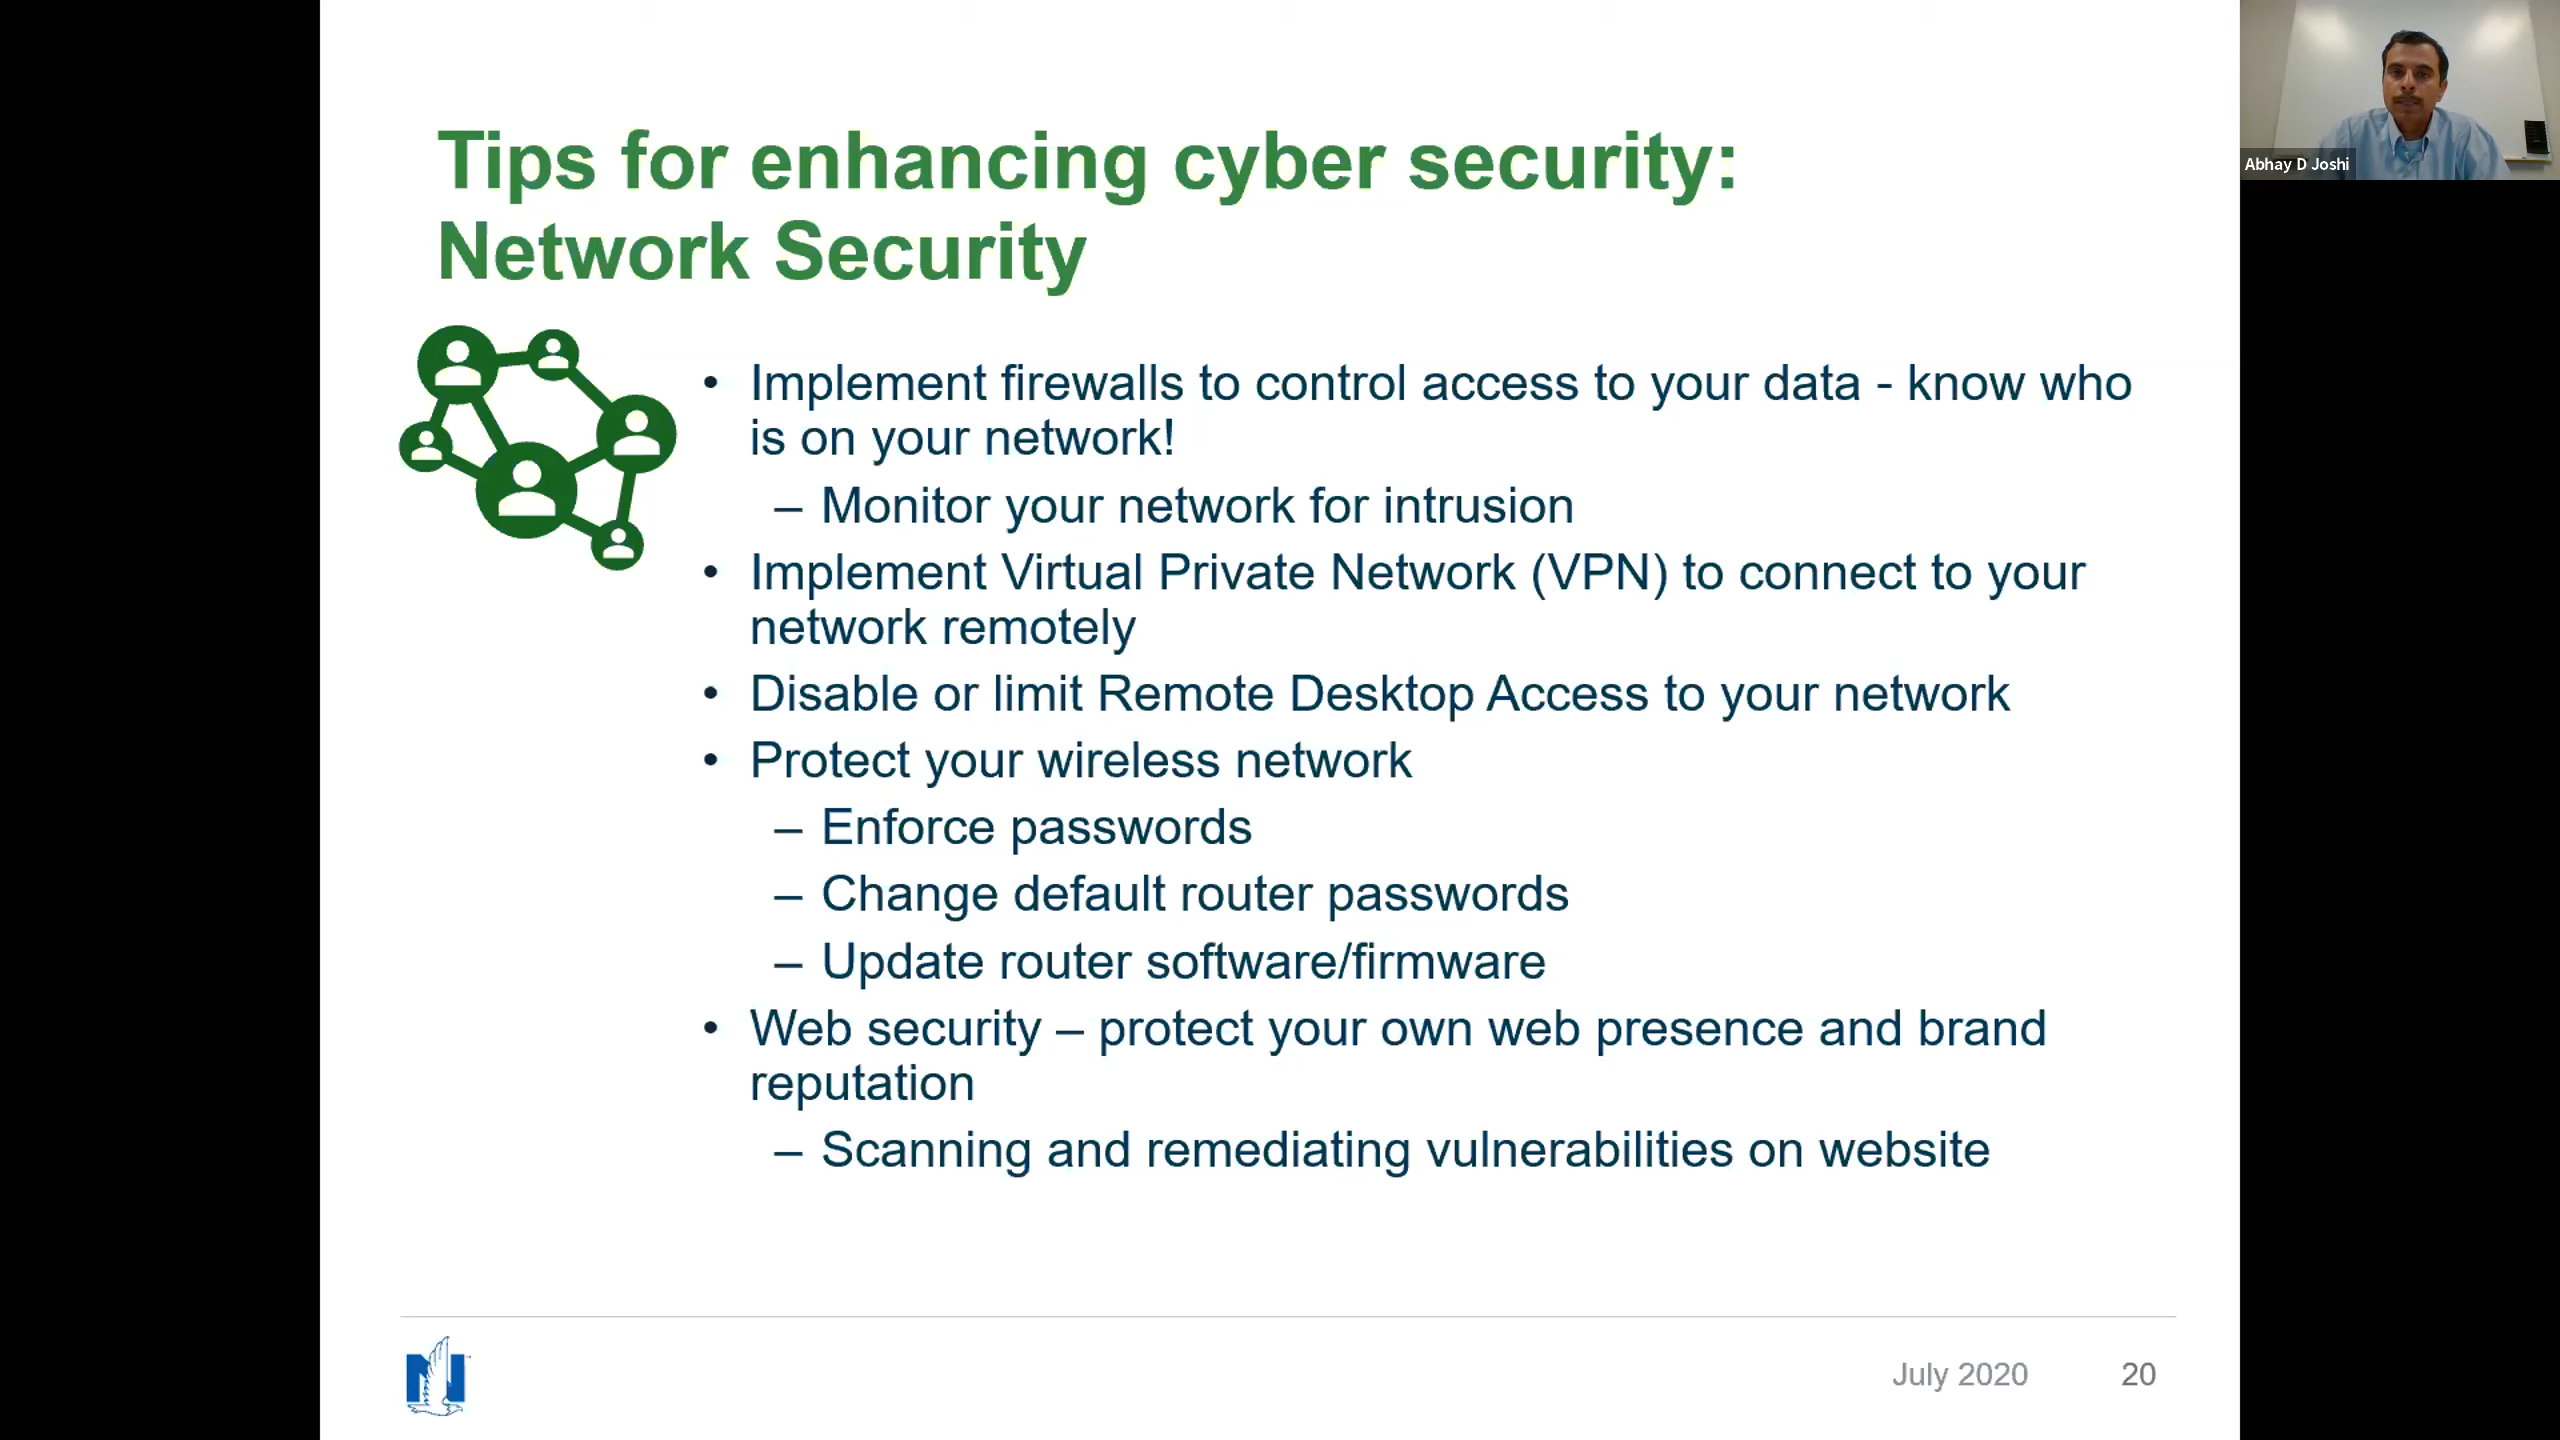 Tips for enhancing cyber security:
Network Security
• Implement firewalls to control access to your data - know who
is on your network!
– Monitor your network for intrusion
• Implement Virtual Private Network (VPN) to connect to your
network remotely
• Disable or limit Remote Desktop Access to your network
• Protect your wireless network
– Enforce passwords
– Change default router passwords
– Update router software/firmware
• Web security – protect your own web presence and brand
reputation
– Scanning and remediating vulnerabilities on website
N
July 2020 20
Abhay D Joshi